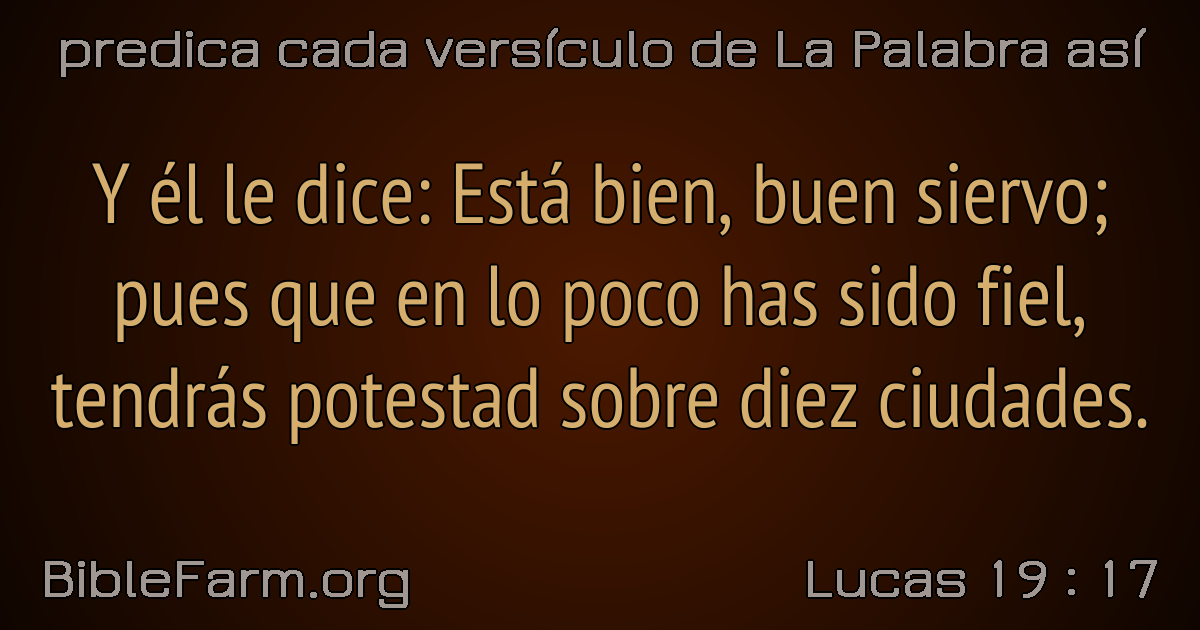 predica cada versículo de La Palabra así
Y él le dice: Está bien, buen siervo;
pues que en lo poco has sido fiel,
tendrás potestad sobre diez ciudades.
BibleFarm.org
Lucas 19 : 17